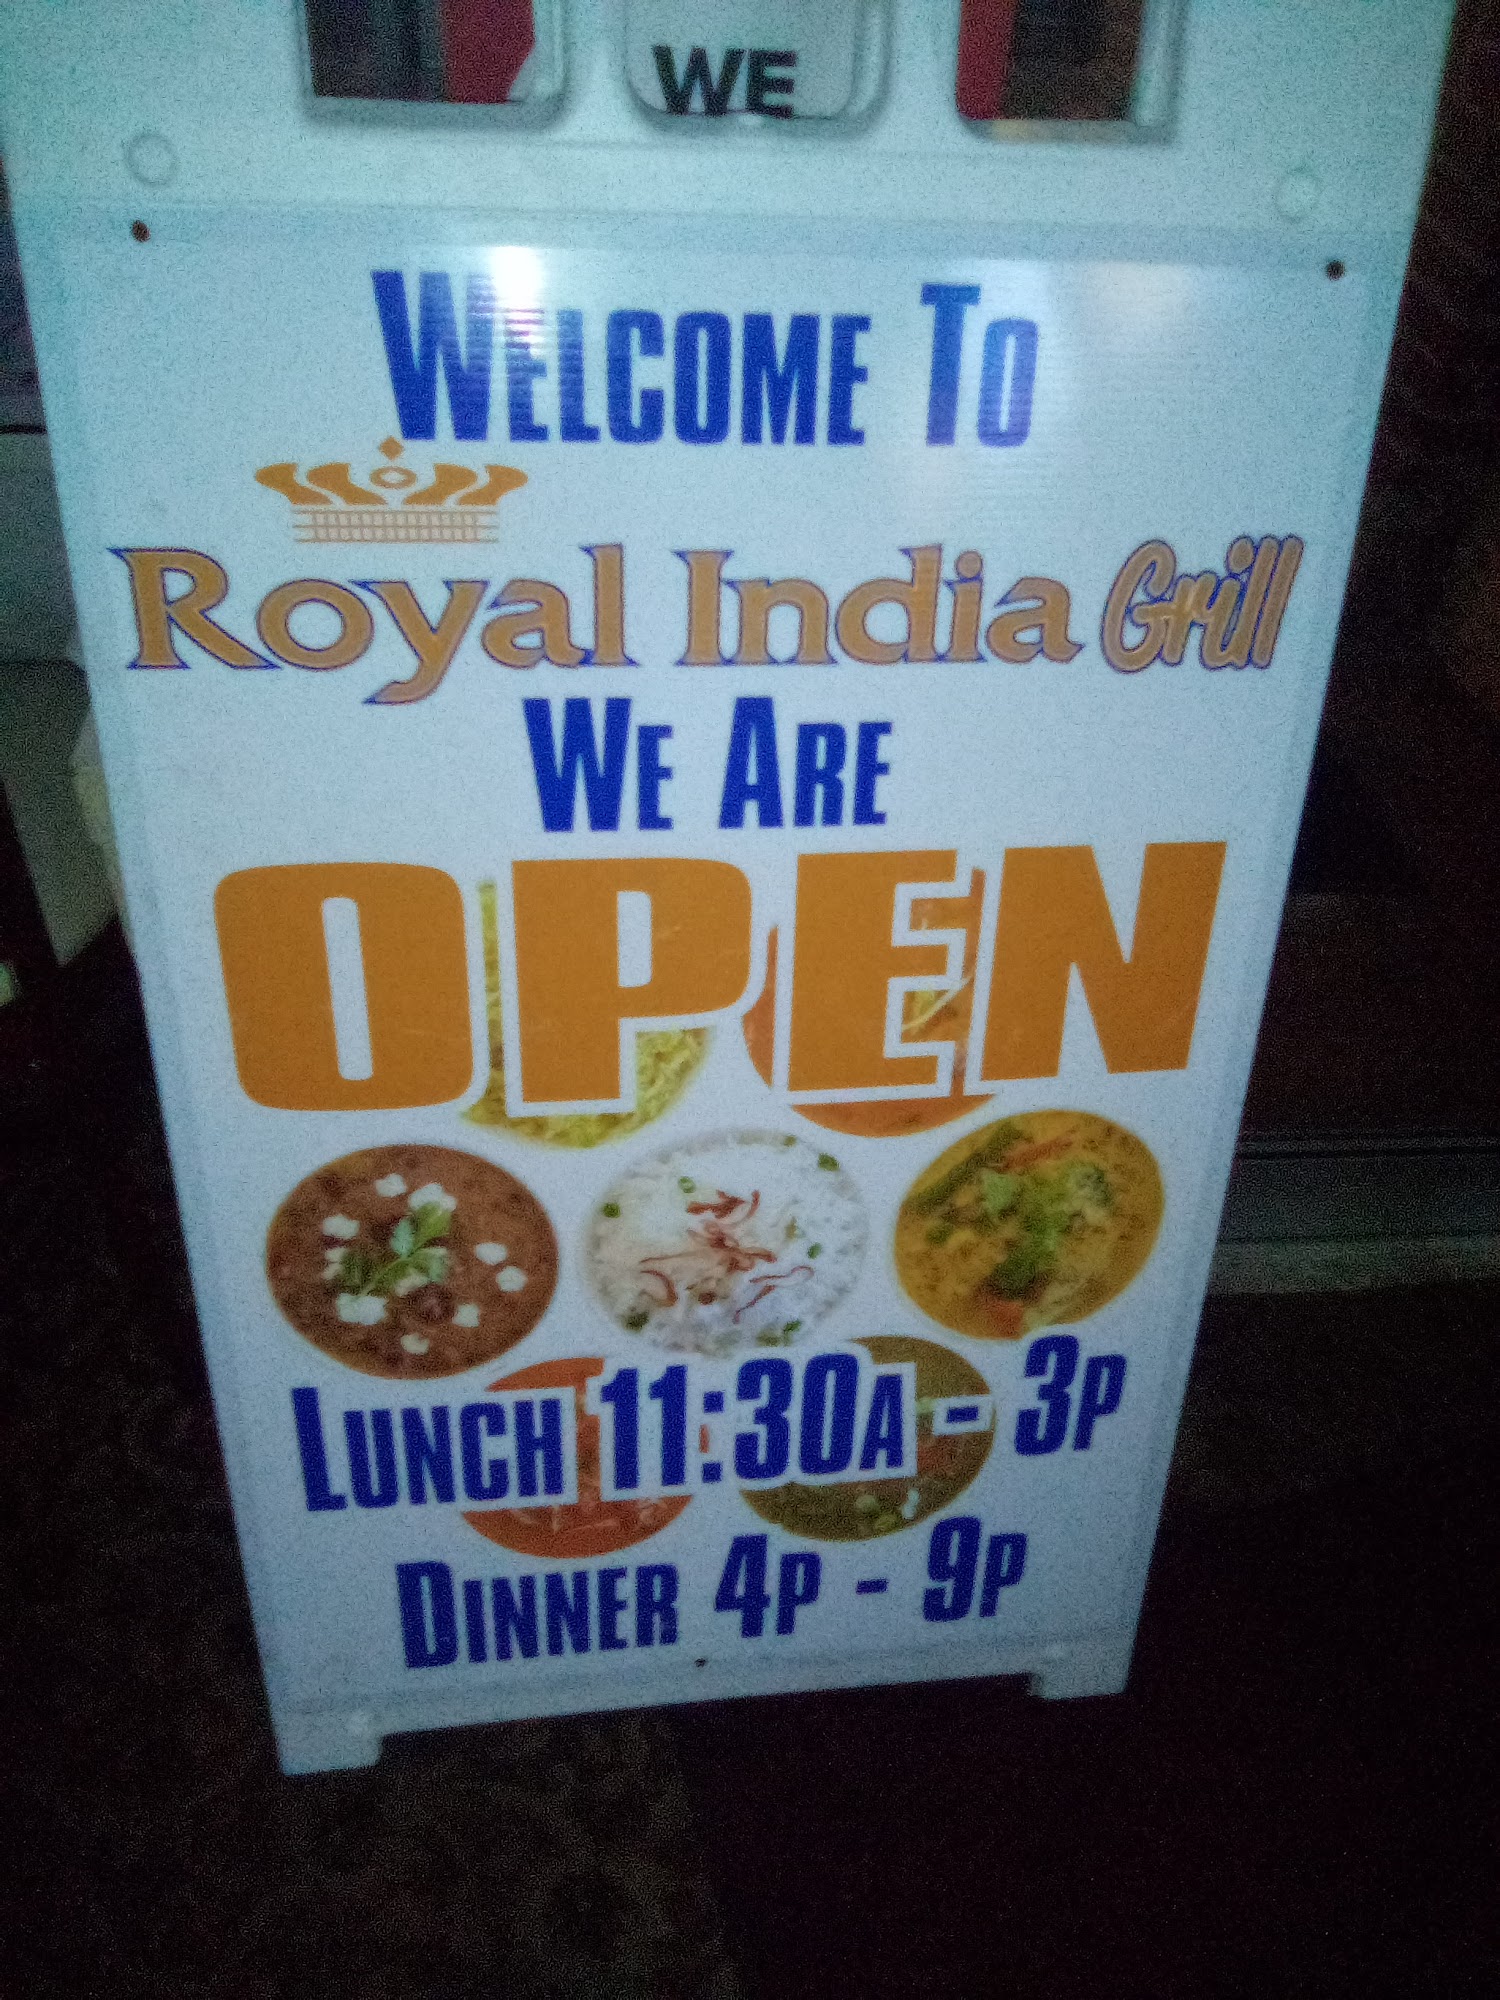 WE
WELCOME TO
ROYAL INDIA Grill
WE ARE
OPEN
LUNCH 11:30A - 3P
DINNER 4P - 9P